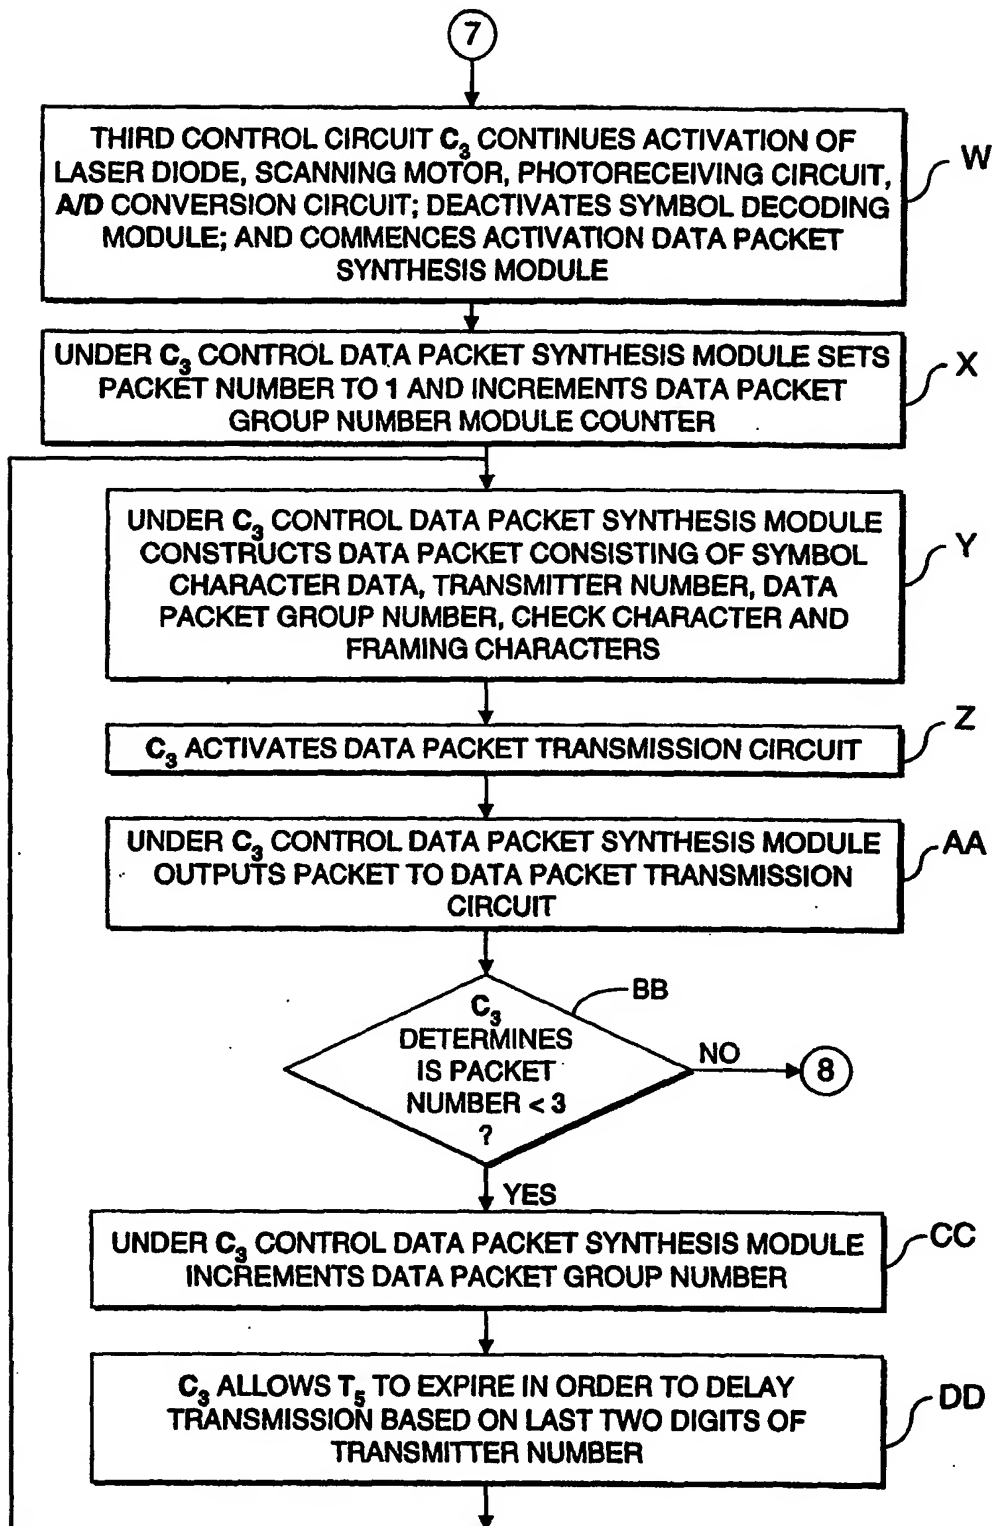 7
THIRD CONTROL CIRCUIT C₃ CONTINUES ACTIVATION OF
LASER DIODE, SCANNING MOTOR, PHOTORECEIVING CIRCUIT,
A/D CONVERSION CIRCUIT; DEACTIVATES SYMBOL DECODING
MODULE; AND COMMENCES ACTIVATION DATA PACKET
SYNTHESIS MODULE
W
UNDER C₃ CONTROL DATA PACKET SYNTHESIS MODULE SETS
PACKET NUMBER TO 1 AND INCREMENTS DATA PACKET
GROUP NUMBER MODULE COUNTER
X
UNDER C₃ CONTROL DATA PACKET SYNTHESIS MODULE
CONSTRUCTS DATA PACKET CONSISTING OF SYMBOL
CHARACTER DATA, TRANSMITTER NUMBER, DATA
PACKET GROUP NUMBER, CHECK CHARACTER AND
FRAMING CHARACTERS
Y
C₃ ACTIVATES DATA PACKET TRANSMISSION CIRCUIT
Z
UNDER C₃ CONTROL DATA PACKET SYNTHESIS MODULE
OUTPUTS PACKET TO DATA PACKET TRANSMISSION
CIRCUIT
AA
C₃
DETERMINES
IS PACKET
NUMBER < 3
?
BB
NO
8
YES
UNDER C₃ CONTROL DATA PACKET SYNTHESIS MODULE
INCREMENTS DATA PACKET GROUP NUMBER
CC
C₃ ALLOWS T₅ TO EXPIRE IN ORDER TO DELAY
TRANSMISSION BASED ON LAST TWO DIGITS OF
TRANSMITTER NUMBER
DD